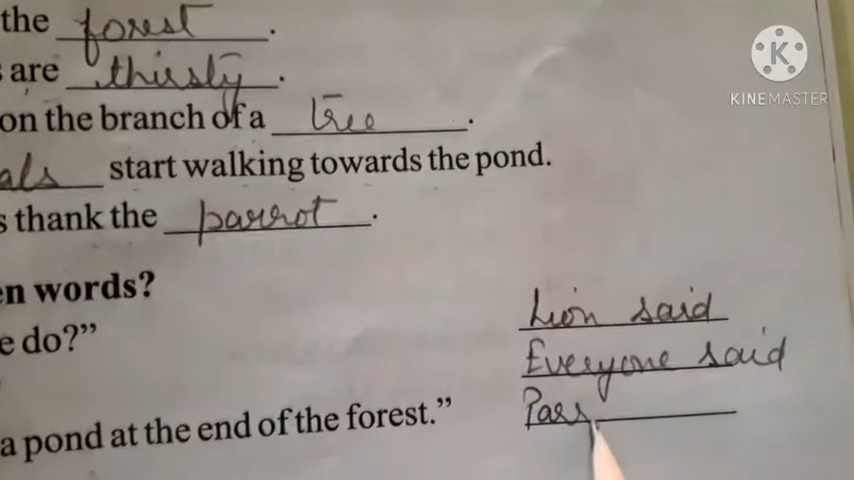 the forest.
KINEMASTER
s are thirsty.
on the branch of a tree.
als start walking towards the pond.
s thank the parrot.
en words?
Lion said
e do?”
Everyone said
a pond at the end of the forest.”
Parr